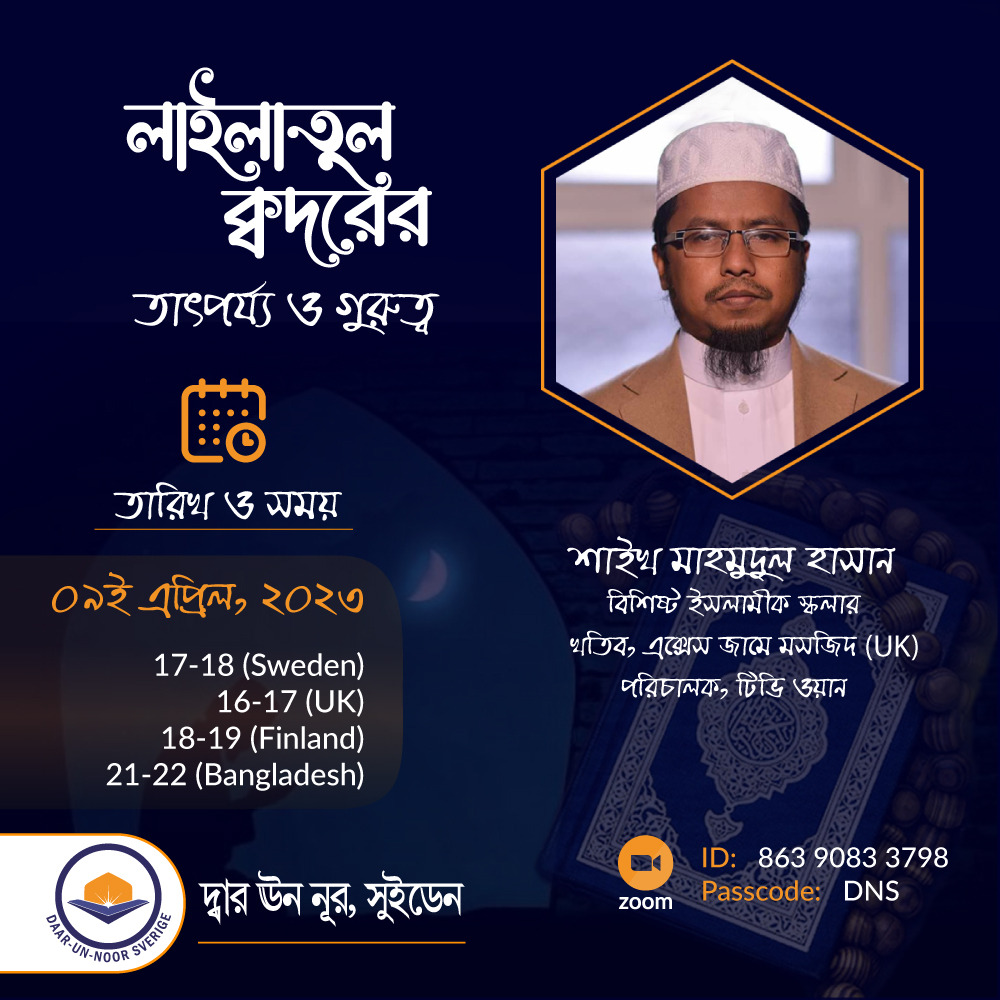 লাইলাতুল
ক্বদরের
তাৎপর্য্য ও গুরুত্ব
তারিখ ও সময়
০৯ই এপ্রিল, ২০২৩
17-18 (Sweden)
16-17 (UK)
18-19 (Finland)
21-22 (Bangladesh)
শাইখ মাহমুদুল হাসান
বিশিষ্ট ইসলামীক স্কলার
খতিব, এক্সেস জামে মসজিদ (UK)
পরিচালক, টিভি ওয়ান
DAAR-UN-NOOR SVERIGE
দ্বার ঊন নূর, সুইডেন
zoom
ID: 863 9083 3798
Passcode: DNS